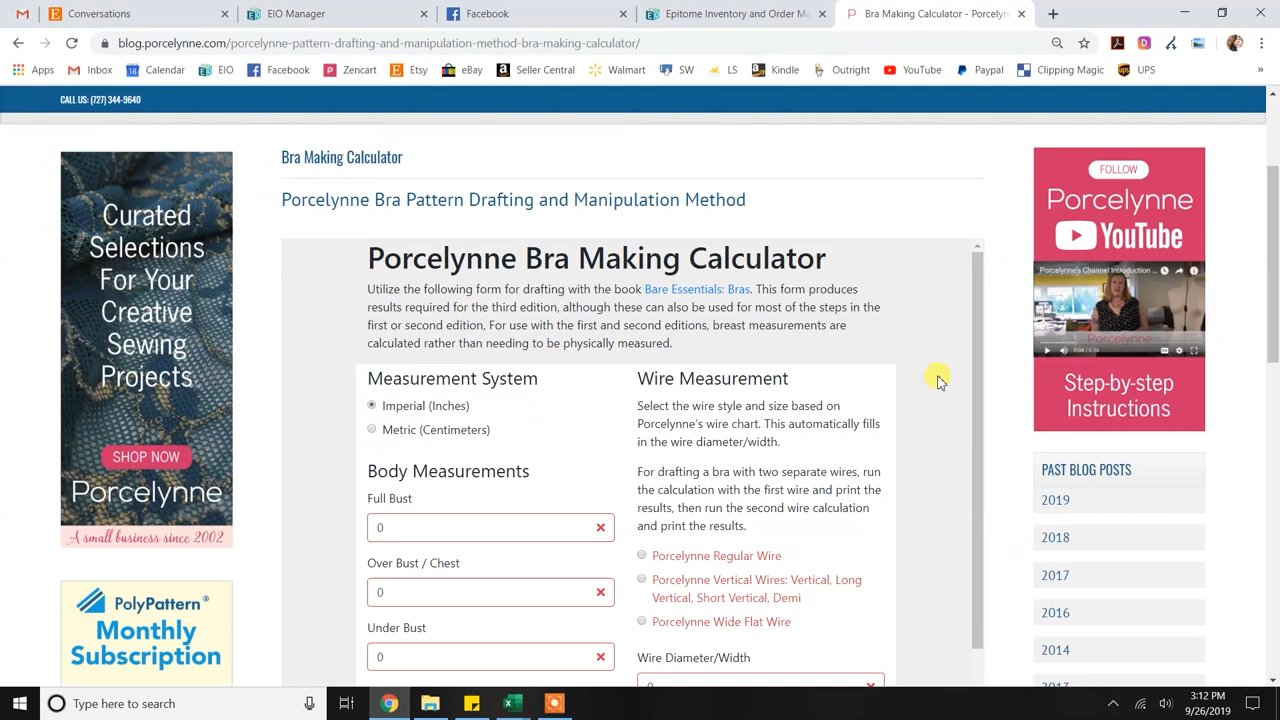 Conversations
EIO Manager
Facebook
Epitome Inventory and Order Ma
Bra Making Calculator - Porcelyn
blog.porcelynne.com/porcelynne-pattern-drafting-and-manipulation-method-bra-making-calculator/
Apps Inbox Calendar EIO Facebook Zencart Etsy eBay Seller Central Walmart SW LS Kindle Outright YouTube Paypal Clipping Magic UPS »
CALL US: (727) 344-9640
Curated
Selections
For Your
Creative
Sewing
Projects
SHOP NOW
Porcelynne
A small business since 2002
PolyPattern®
Monthly
Subscription
Bra Making Calculator
Porcelynne Bra Pattern Drafting and Manipulation Method
Porcelynne Bra Making Calculator
Utilize the following form for drafting with the book Bare Essentials: Bras. This form produces
results required for the third edition, although these can also be used for most of the steps in the
first or second edition, For use with the first and second editions, breast measurements are
calculated rather than needing to be physically measured.
Measurement System
Imperial (Inches)
Metric (Centimeters)
Body Measurements
Full Bust
0
Over Bust / Chest
0
Under Bust
0
Wire Measurement
Select the wire style and size based on
Porcelynne's wire chart. This automatically fills
in the wire diameter/width.
For drafting a bra with two separate wires, run
the calculation with the first wire and print the
results, then run the second wire calculation
and print the results.
Porcelynne Regular Wire
Porcelynne Vertical Wires: Vertical, Long
Vertical, Short Vertical, Demi
Porcelynne Wide Flat Wire
Wire Diameter/Width
FOLLOW
Porcelynne
YouTube
Porcelynne's Channel Introduction ...
Step-by-step
Instructions
PAST BLOG POSTS
2019
2018
2017
2016
2014
Type here to search
3:12 PM
9/26/2019